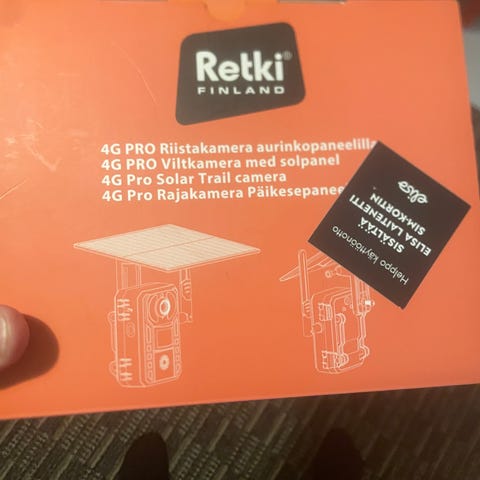 Retki®
FINLAND
4G PRO Riistakamera aurinkopaneelilla
4G PRO Viltkamera med solpanel
4G Pro Solar Trail camera
4G Pro Rajakamera Päikesepanee
elisa
SISÄLTÄÄ
ELISA LAITENETTI
SIM-KORTIN
Helppo käyttöönotto